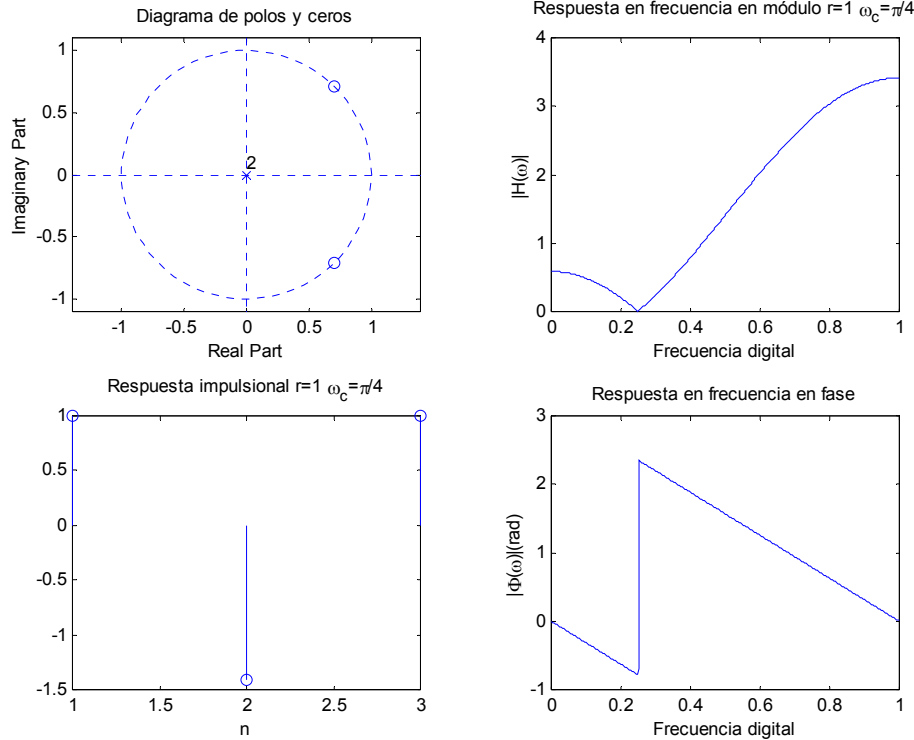 Diagrama de polos y ceros
1
0.5
0
-0.5
-1
Imaginary Part
2
-1 -0.5 0 0.5 1
Real Part
Respuesta en frecuencia en módulo r=1 ω_c=π/4
4
3
2
1
0
|H(ω)|
0 0.2 0.4 0.6 0.8 1
Frecuencia digital
Respuesta impulsional r=1 ω_c=π/4
1
0.5
0
-0.5
-1
-1.5
1 1.5 2 2.5 3
n
Respuesta en frecuencia en fase
3
2
1
0
-1
|Φ(ω)|(rad)
0 0.2 0.4 0.6 0.8 1
Frecuencia digital